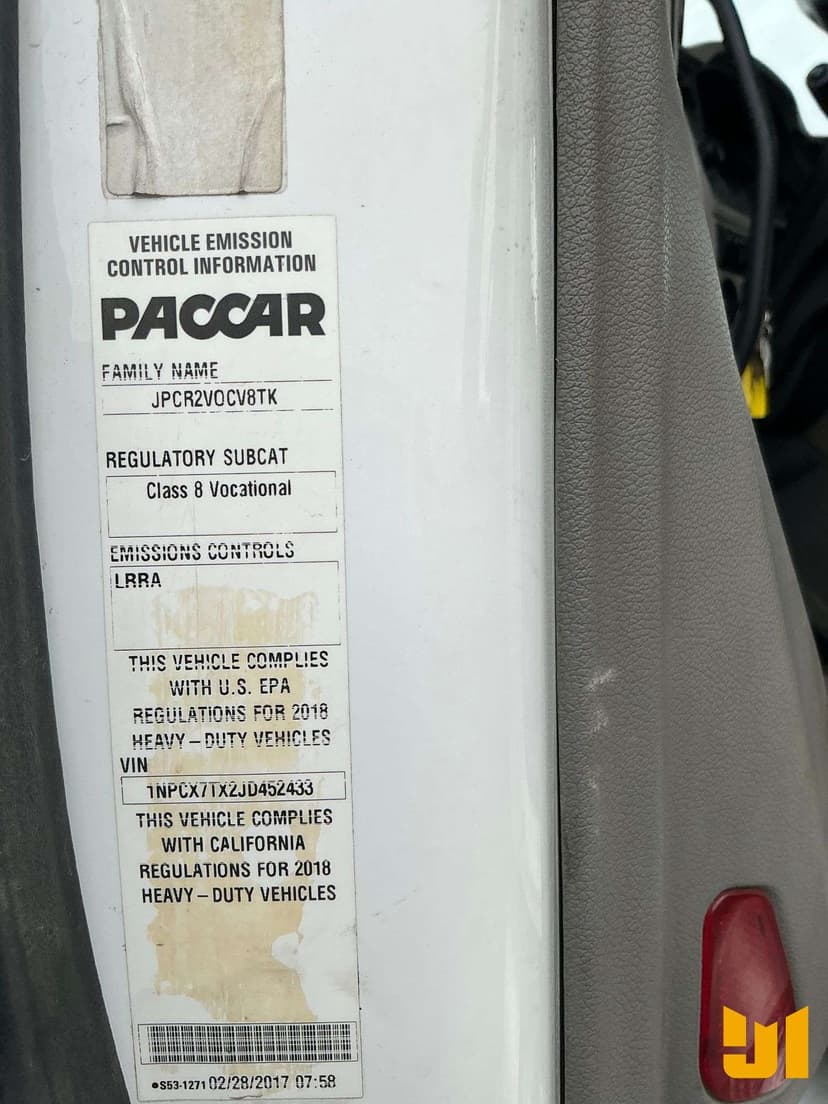 VEHICLE EMISSION
CONTROL INFORMATION
PACCAR
FAMILY NAME
JPCR2VOCV8TK
REGULATORY SUBCAT
Class 8 Vocational
EMISSIONS CONTROLS
LRRA
THIS VEHICLE COMPLIES
WITH U.S. EPA
REGULATIONS FOR 2018
HEAVY-DUTY VEHICLES
VIN
1NPCX7TX2JD452433
THIS VEHICLE COMPLIES
WITH CALIFORNIA
REGULATIONS FOR 2018
HEAVY-DUTY VEHICLES
•S53-1271 02/28/2017 07:58